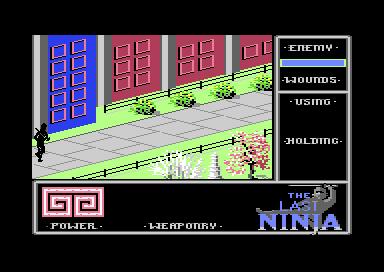 ENEMY
WOUNDS
USING
HOLDING
·POWER· ·WEAPONRY·
THE
LAST
NINJA